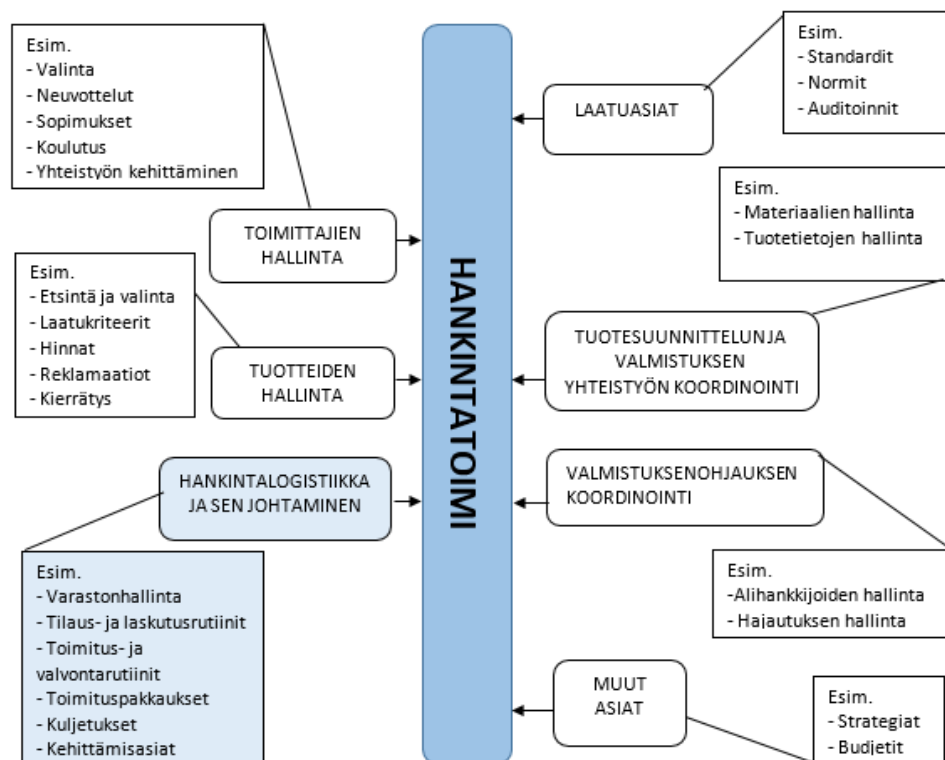 Esim.
- Valinta
- Neuvottelut
- Sopimukset
- Koulutus
- Yhteistyön kehittäminen
TOIMITTAJIEN
HALLINTA
Esim.
- Etsintä ja valinta
- Laatukriteerit
- Hinnat
- Reklamaatiot
- Kierrätys
TUOTTEIDEN
HALLINTA
HANKINTALOGISTIIKKA
JA SEN JOHTAMINEN
Esim.
- Varastonhallinta
- Tilaus- ja laskutusrutiinit
- Toimitus- ja
valvontarutiinit
- Toimituspakkaukset
- Kuljetukset
- Kehittämisasiat
HANKINTATOIMI
Esim.
- Standardit
- Normit
- Auditoinnit
LAATUASIAT
Esim.
- Materiaalien hallinta
- Tuotetietojen hallinta
TUOTESUUNNITTELUNJA
VALMISTUKSEN
YHTEISTYÖN KOORDINOINTI
VALMISTUKSENOHJAUKSEN
KOORDINOINTI
Esim.
-Alihankkijoiden hallinta
- Hajautuksen hallinta
MUUT
ASIAT
Esim.
- Strategiat
- Budjetit